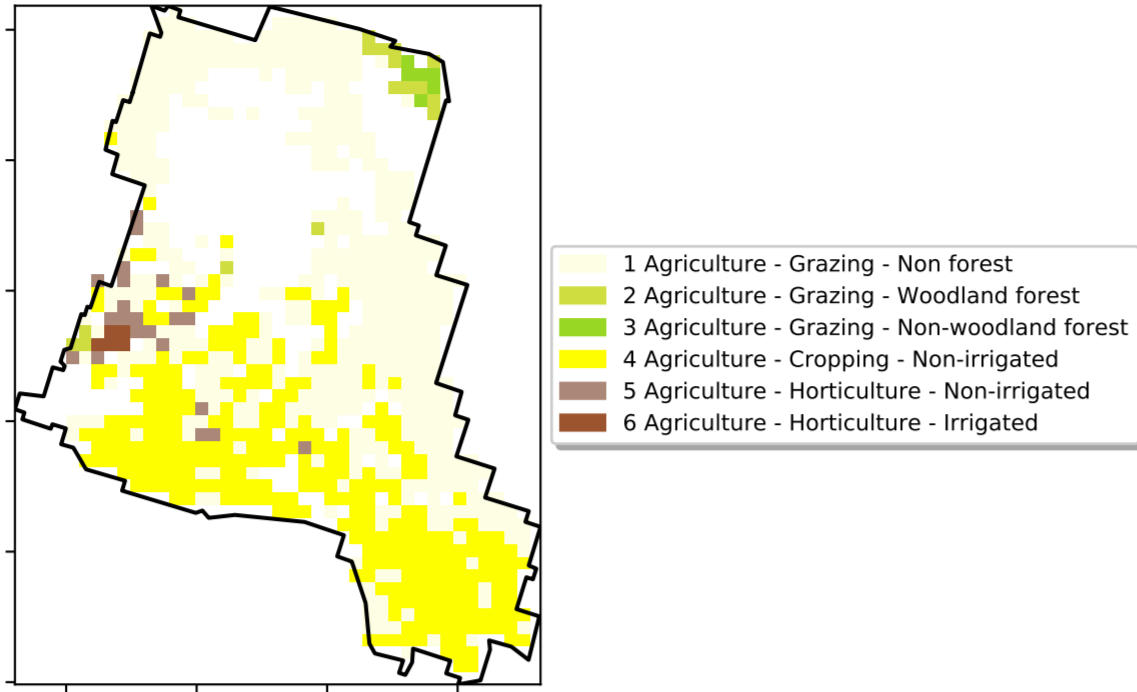 1 Agriculture - Grazing - Non forest
2 Agriculture - Grazing - Woodland forest
3 Agriculture - Grazing - Non-woodland forest
4 Agriculture - Cropping - Non-irrigated
5 Agriculture - Horticulture - Non-irrigated
6 Agriculture - Horticulture - Irrigated